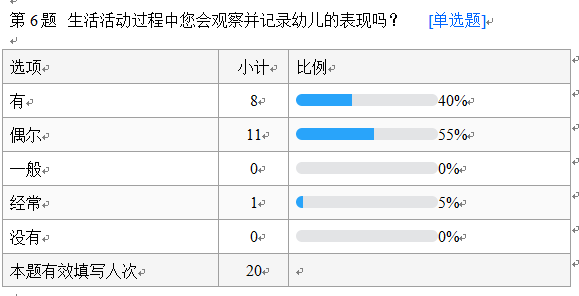 第 6 题  生活活动过程中您会观察并记录幼儿的表现吗？ [单选题]
选项 小计 比例
有 8 40%
偶尔 11 55%
一般 0 0%
经常 1 5%
没有 0 0%
本题有效填写人次 20